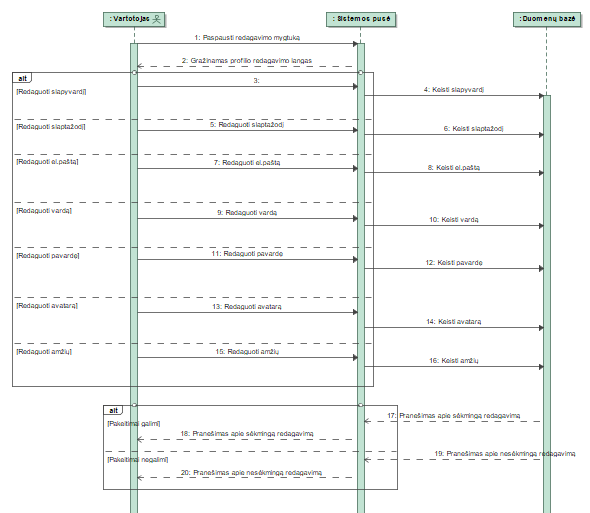 : Vartotojas
: Sistemos pusė
: Duomenų bazė
1: Paspausti redagavimo mygtuką
2: Gražinamas profilio redagavimo langas
alt
3:
[Redaguoti slapyvardį]
4: Keisti slapyvardį
[Redaguoti slaptažodį]
5: Redaguoti slaptažodį
6: Keisti slaptažodį
[Redaguoti el.paštą]
7: Redaguoti el.paštą
8: Keisti el.paštą
[Redaguoti vardą]
9: Redaguoti vardą
10: Keisti vardą
[Redaguoti pavardę]
11: Redaguoti pavardę
12: Keisti pavardę
[Redaguoti avatarą]
13: Redaguoti avatarą
14: Keisti avatarą
[Redaguoti amžių]
15: Redaguoti amžių
16: Keisti amžių
alt
17: Pranešimas apie sėkmingą redagavimą
[Pakeitimai galimi]
18: Pranešimas apie sėkmingą redagavimą
19: Pranešimas apie nesėkmingą redagavimą
[Pakeitimai negalimi]
20: Pranešimas apie nesėkmingą redagavimą